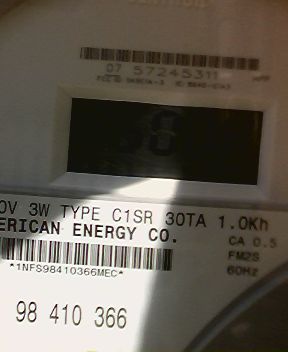 07 57245311
0V 3W TYPE C1SR 30TA 1.0Kh
ERICAN ENERGY CO.
CA 0.5
FM2S
60Hz
*1NFS98410366MEC*
98 410 366